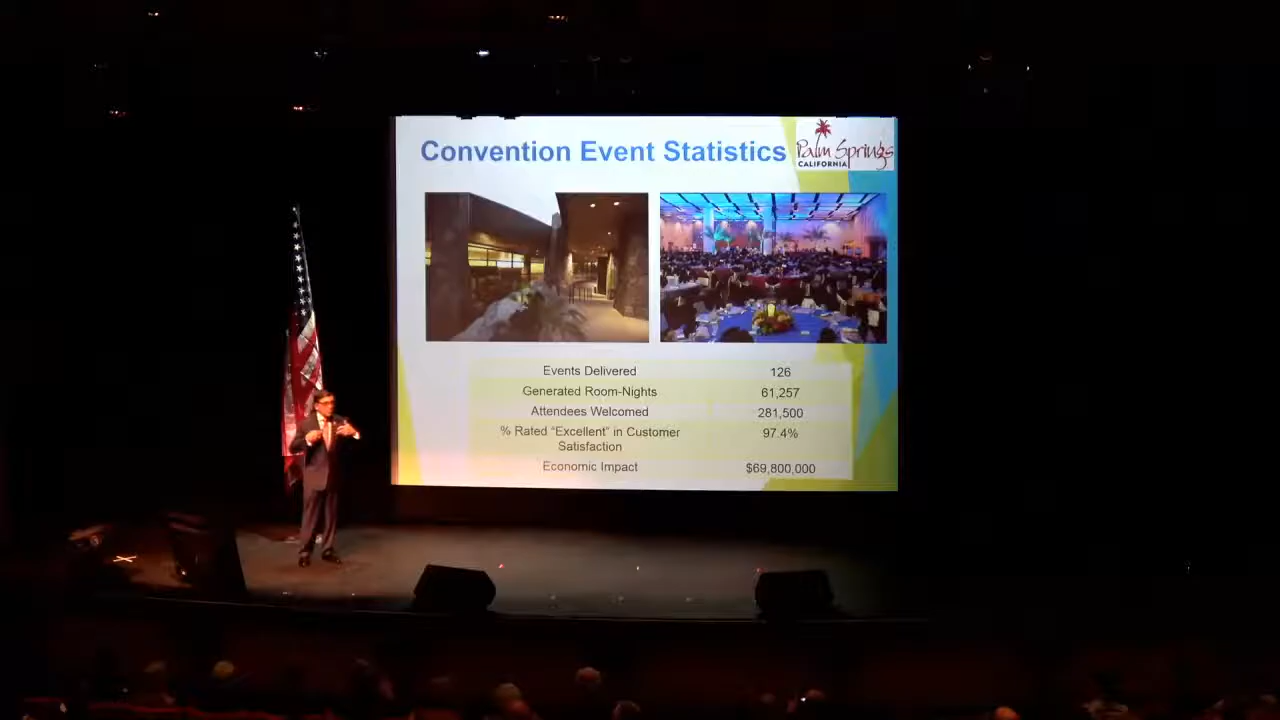 Convention Event Statistics
Palm Springs
CALIFORNIA
Events Delivered 126
Generated Room-Nights 61,257
Attendees Welcomed 281,500
% Rated “Excellent” in Customer 97.4%
Satisfaction
Economic Impact $69,800,000